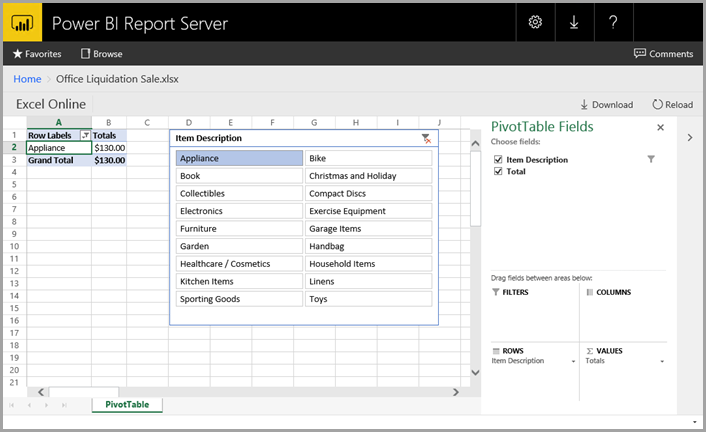 Power BI Report Server
Favorites Browse Comments
Home > Office Liquidation Sale.xlsx
Excel Online Download Reload
A B C D E F G H I J
1 Row Labels Totals
2 Appliance $130.00
3 Grand Total $130.00
4
5
6
7
8
9
10
11
12
13
14
15
16
17
18
19
20
21
Item Description
Appliance Bike
Book Christmas and Holiday
Collectibles Compact Discs
Electronics Exercise Equipment
Furniture Garage Items
Garden Handbag
Healthcare / Cosmetics Household Items
Kitchen Items Linens
Sporting Goods Toys
PivotTable Fields
Choose fields:
Item Description
Total
Drag fields between areas below:
FILTERS COLUMNS
ROWS Σ VALUES
Item Description Totals
PivotTable